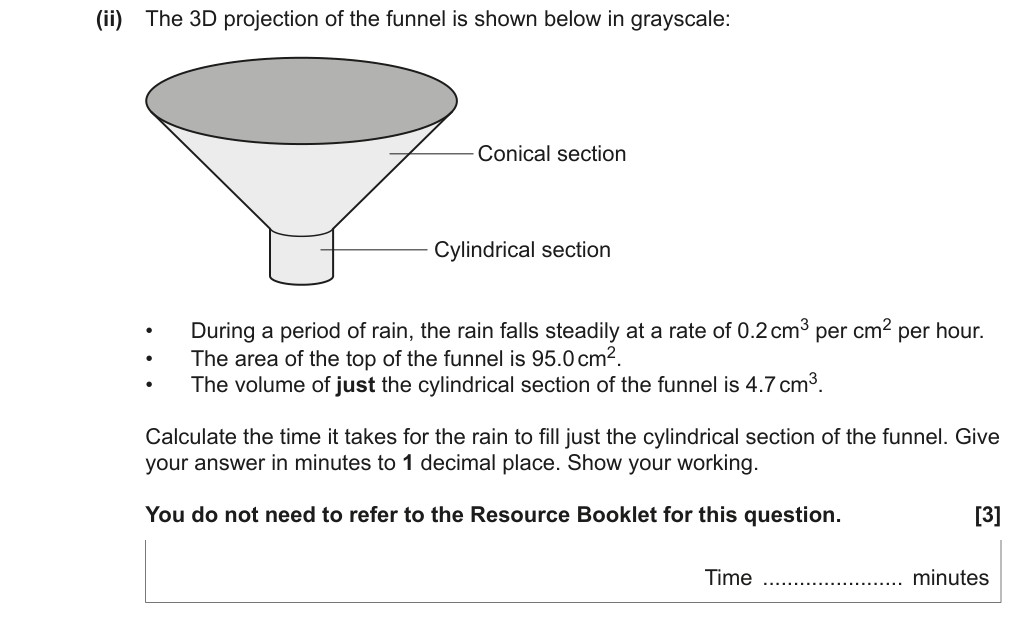 (ii) The 3D projection of the funnel is shown below in grayscale:
Conical section
Cylindrical section
• During a period of rain, the rain falls steadily at a rate of 0.2 cm³ per cm² per hour.
• The area of the top of the funnel is 95.0 cm².
• The volume of just the cylindrical section of the funnel is 4.7 cm³.
Calculate the time it takes for the rain to fill just the cylindrical section of the funnel. Give
your answer in minutes to 1 decimal place. Show your working.
You do not need to refer to the Resource Booklet for this question. [3]
Time ....................... minutes